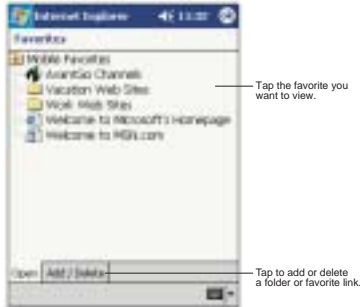 Internet Explorer 11:32
Favorites
Mobile Favorites
AvantGo Channels
Vacation Web Sites
Work Web Sites
Welcome to Microsoft's Homepage
Welcome to MSN.com
Tap the favorite you
want to view.
Open Add/Delete
Tap to add or delete
a folder or favorite link.